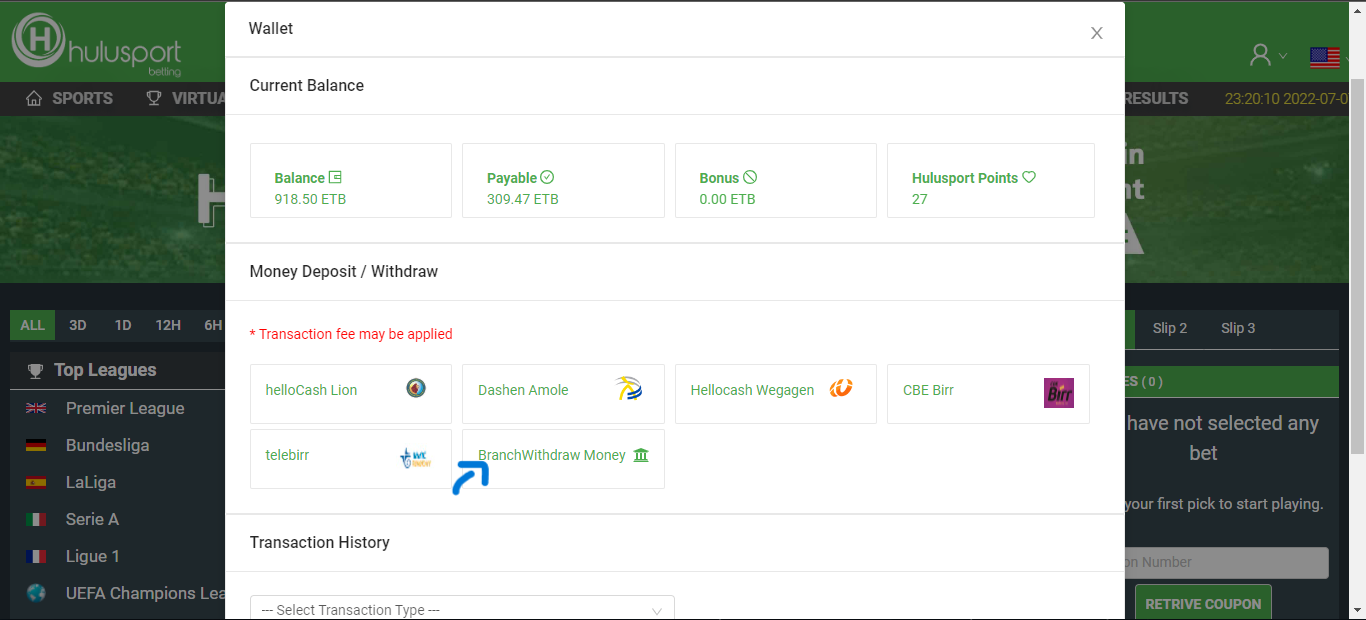 Wallet
X
hulusport
betting
SPORTS
RESULTS
23:20:10 2022-07-0
Current Balance
Balance
918.50 ETB
Payable
309.47 ETB
Bonus
0.00 ETB
Hulusport Points
27
Money Deposit / Withdraw
* Transaction fee may be applied
helloCash Lion
Dashen Amole
Hellocash Wegagen
CBE Birr
Birr
telebirr
BranchWithdraw Money
Transaction History
--- Select Transaction Type ---
ALL 3D 1D 12H 6H
Top Leagues
Premier League
Bundesliga
LaLiga
Serie A
Ligue 1
UEFA Champions Lea
Slip 2 Slip 3
ES ( 0 )
have not selected any
bet
your first pick to start playing.
on Number
RETRIVE COUPON